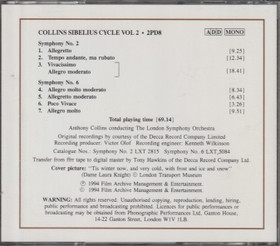 COLLINS SIBELIUS CYCLE VOL 2 • 2PD8
ADD MONO
Symphony No. 2
1. Allegretto [9.25]
2. Tempo andante, ma rubato [12.34]
3. Vivacissimo
Allegro moderato [18.41]
Symphony No. 6
4. Allegro molto moderato [8.34]
5. Allegretto moderato [6.43]
6. Poco Vivace [3.26]
7. Allegro molto [9.51]
Total playing time [69.14]
Anthony Collins conducting The London Symphony Orchestra
Original recordings by courtesy of the Decca Record Company Limited
Producer: Victor Olof Recording Engineer: Kenneth Wilkinson
Catalogue Nos: Symphony No. 2 LXT 2815 Symphony No. 6 LXT,5084
Transfer from file tape to digital master by Tony Hawkins of the Decca Record Company Ltd.
Cover picture: "Tis winter now, and very cold, with frost and ice and snow"
(Dame Laura Knight) © London Transport Museum
℗ 1994 Film Archive Management & Entertainment.
© 1994 Film Archive Management & Entertainment.
WARNING: All rights reserved. Unauthorised copying, reproduction, lending, hiring,
public performance and broadcasting prohibited. Licences for public performances or
broadcasting may be obtained from Phonographic Performances Ltd, Ganton House,
14-22 Ganton Street, London W1V 1LB